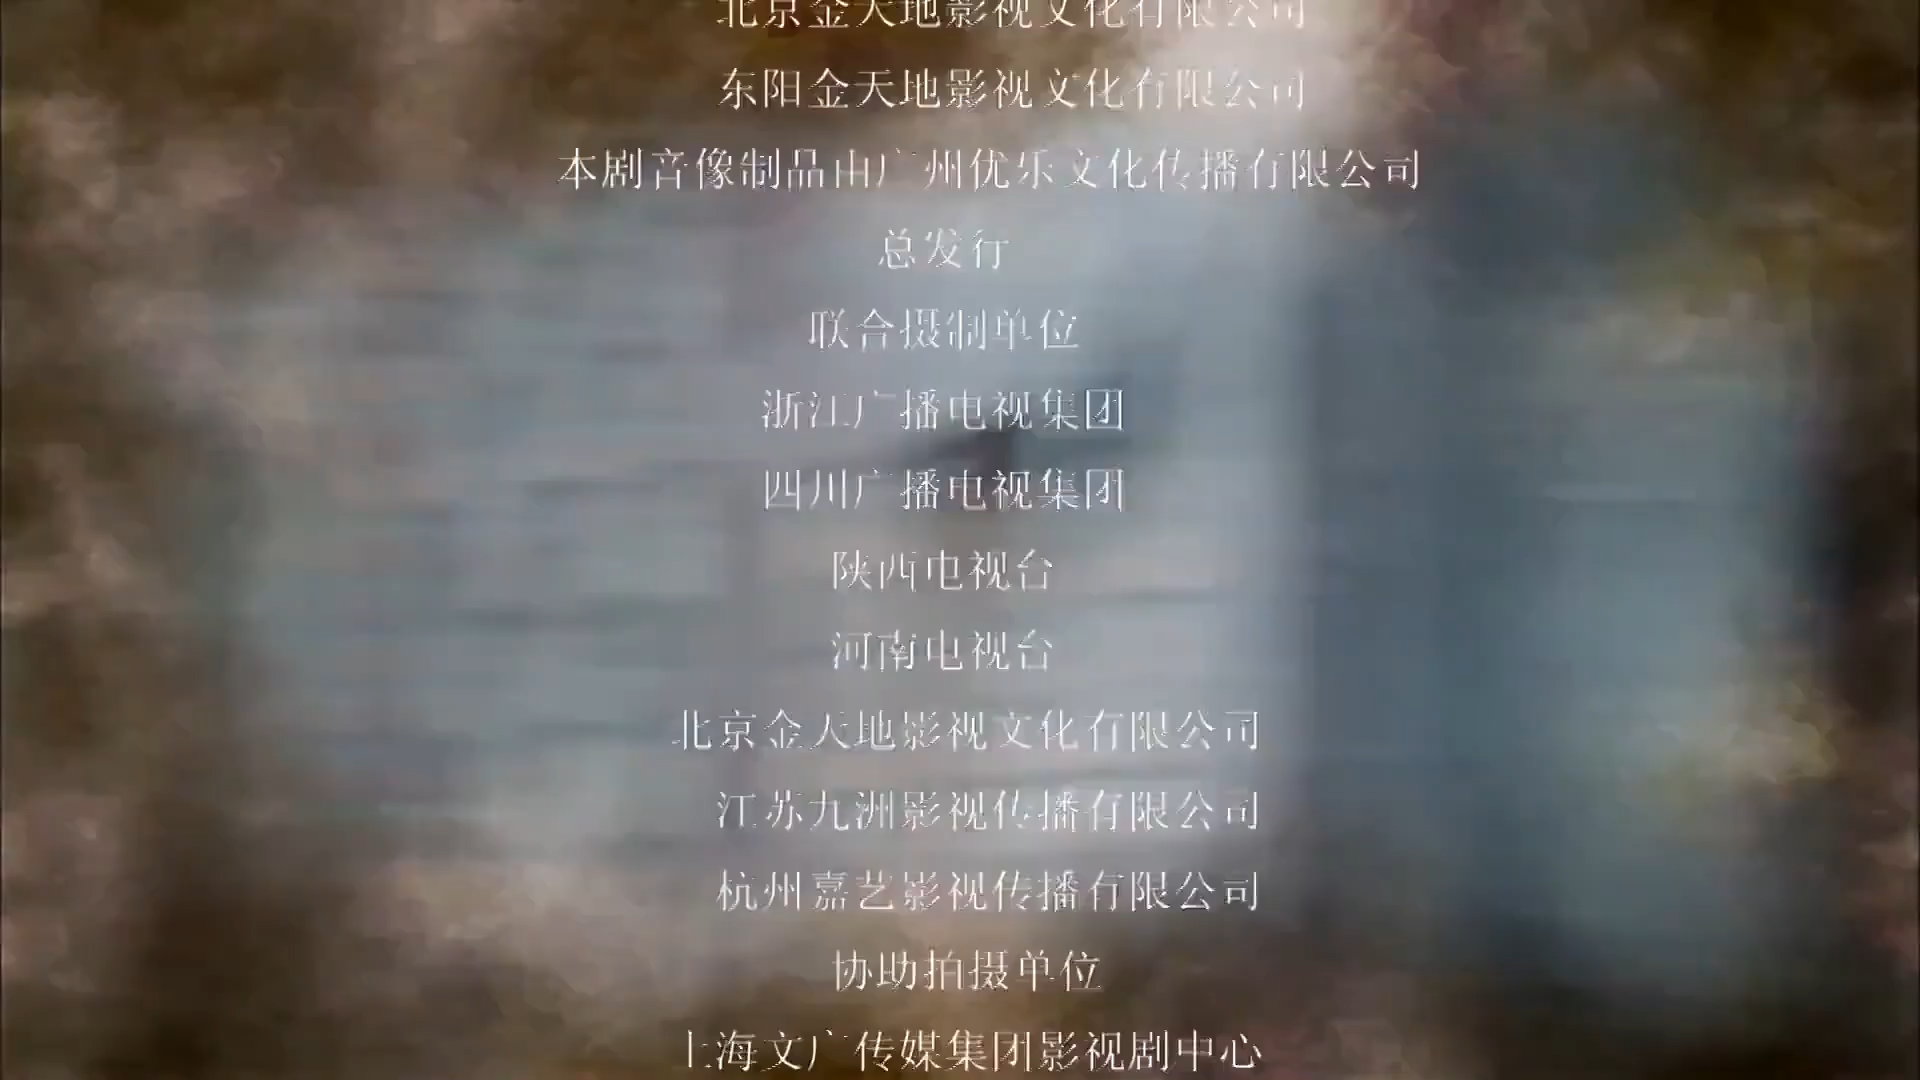 北京金天地影视文化有限公司
东阳金天地影视文化有限公司
本剧音像制品由广州优乐文化传播有限公司
总发行
联合摄制单位
浙江广播电视集团
四川广播电视集团
陕西电视台
河南电视台
北京金天地影视文化有限公司
江苏九洲影视传播有限公司
杭州嘉艺影视传播有限公司
协助拍摄单位
上海文广传媒集团影视剧中心